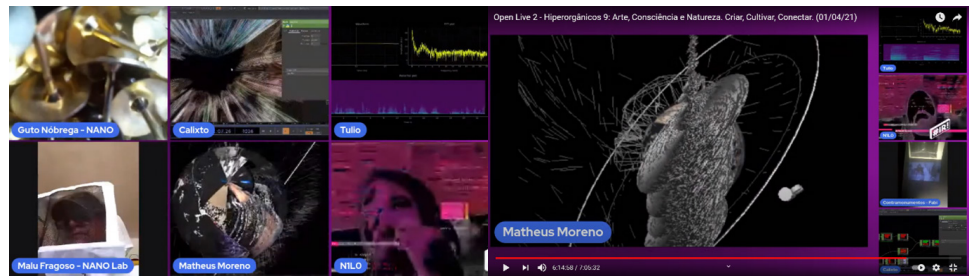 Guto Nóbrega - NANO
Calixto
Tulio
Malu Fragoso - NANO Lab
Matheus Moreno
N1L0
Open Live 2 - Hiperorgânicos 9: Arte, Consciência e Natureza. Criar, Cultivar, Conectar. (01/04/21)
Matheus Moreno
6:14:58 / 7:05:32
Tulio
N1L0